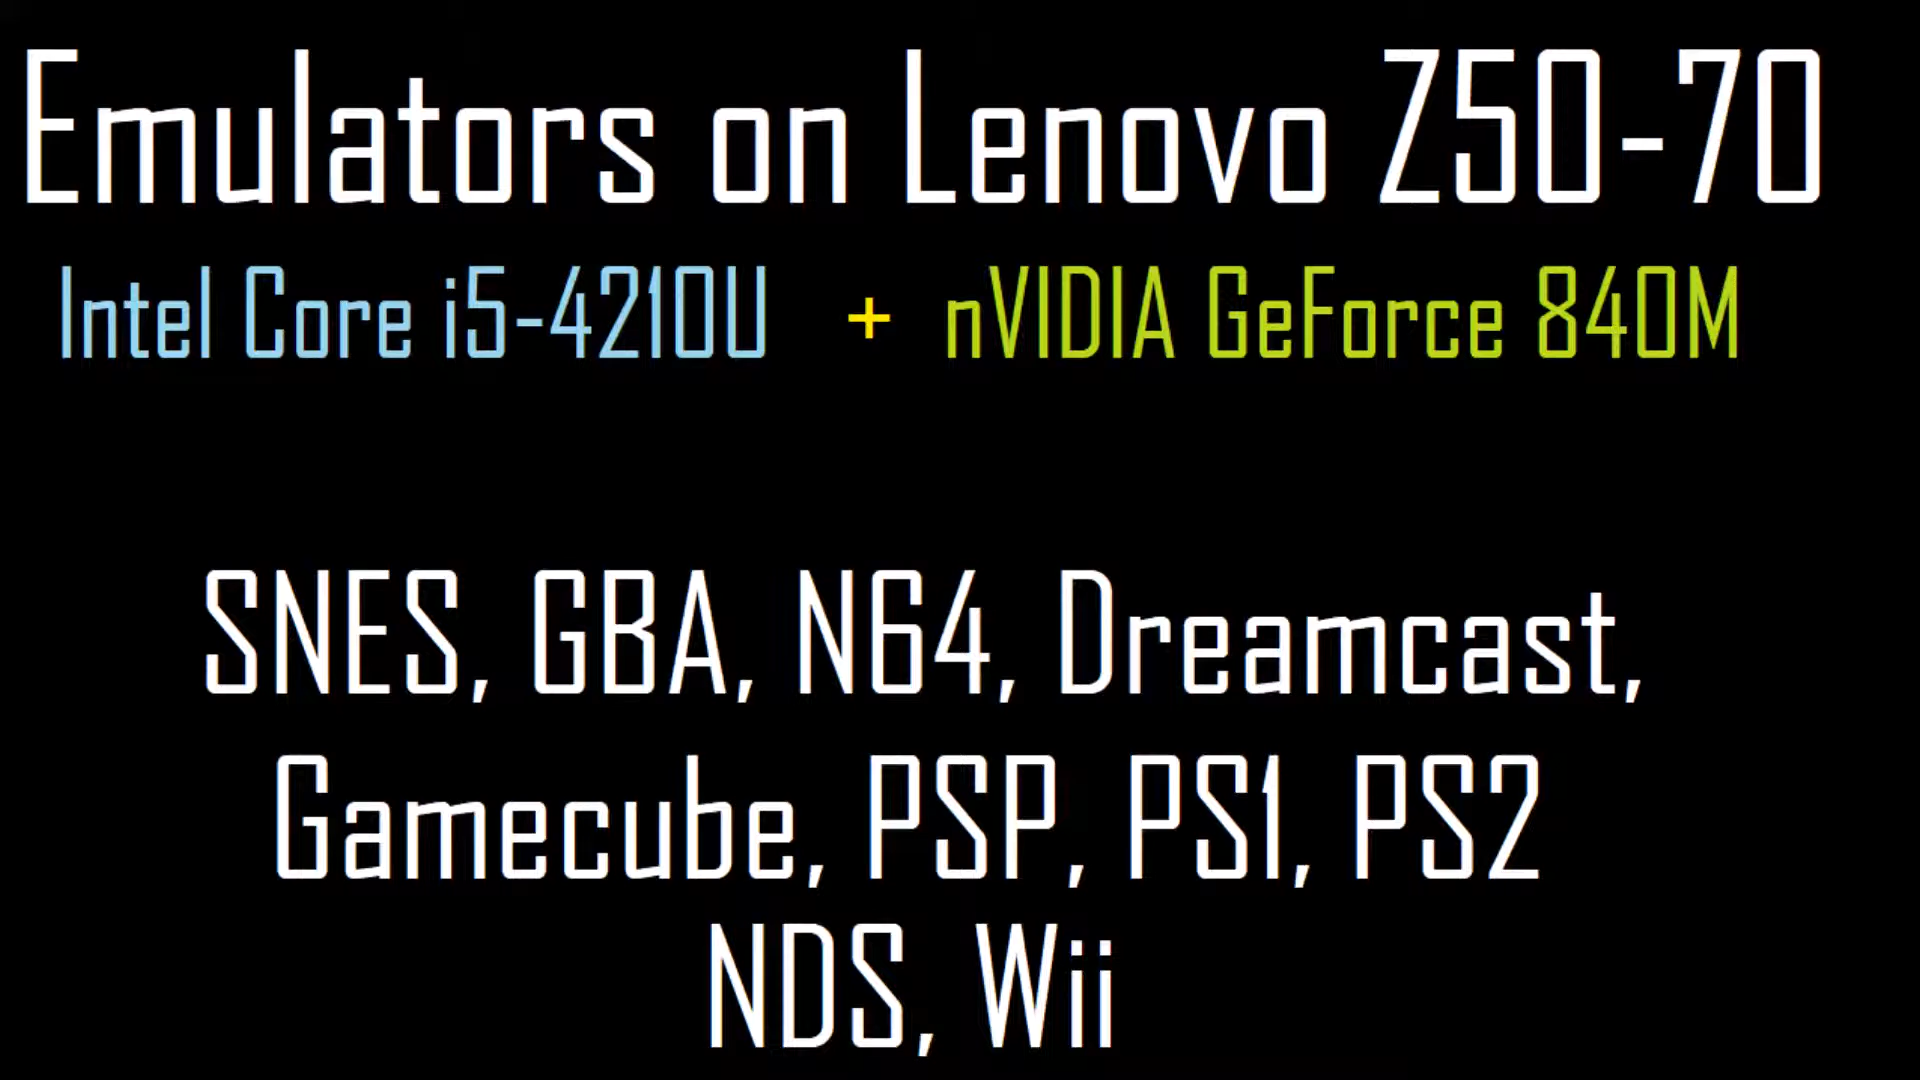 Emulators on Lenovo Z50-70
Intel Core i5-4210U + nVIDIA GeForce 840M
SNES, GBA, N64, Dreamcast,
Gamecube, PSP, PS1, PS2
NDS, Wii